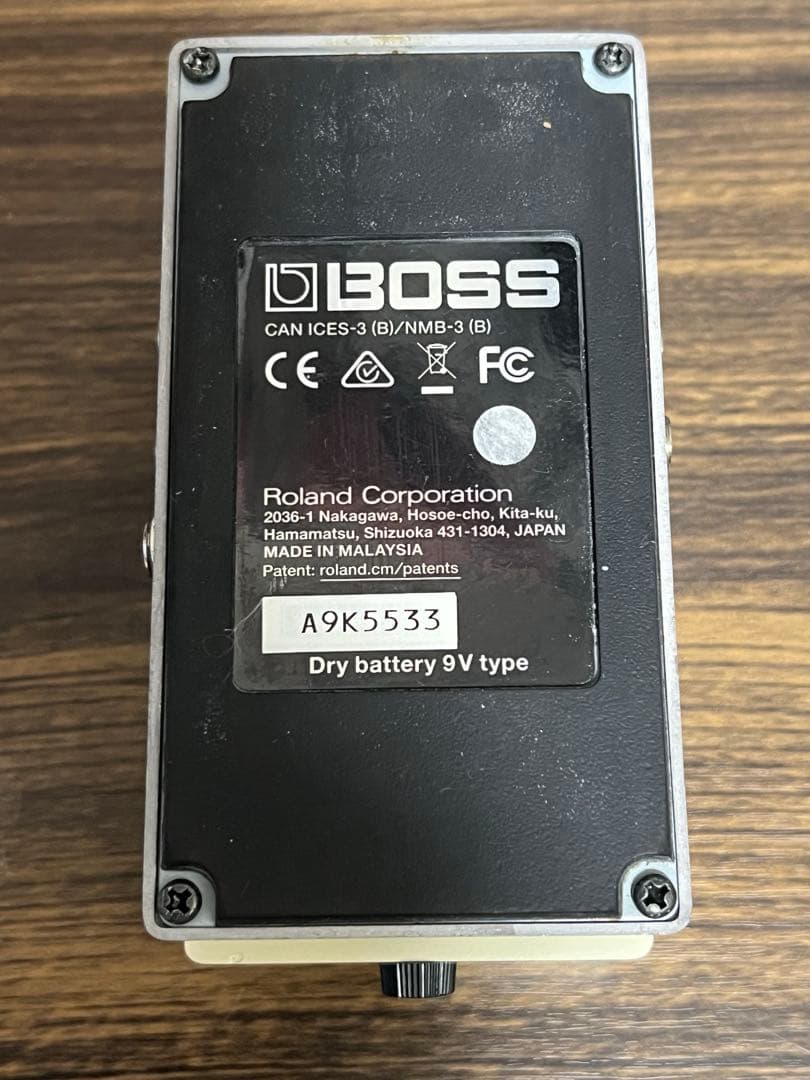 BOSS
CAN ICES-3 (B)/NMB-3 (B)
CE FC
Roland Corporation
2036-1 Nakagawa, Hosoe-cho, Kita-ku,
Hamamatsu, Shizuoka 431-1304, JAPAN
MADE IN MALAYSIA
Patent: roland.cm/patents
A9K5533
Dry battery 9V type